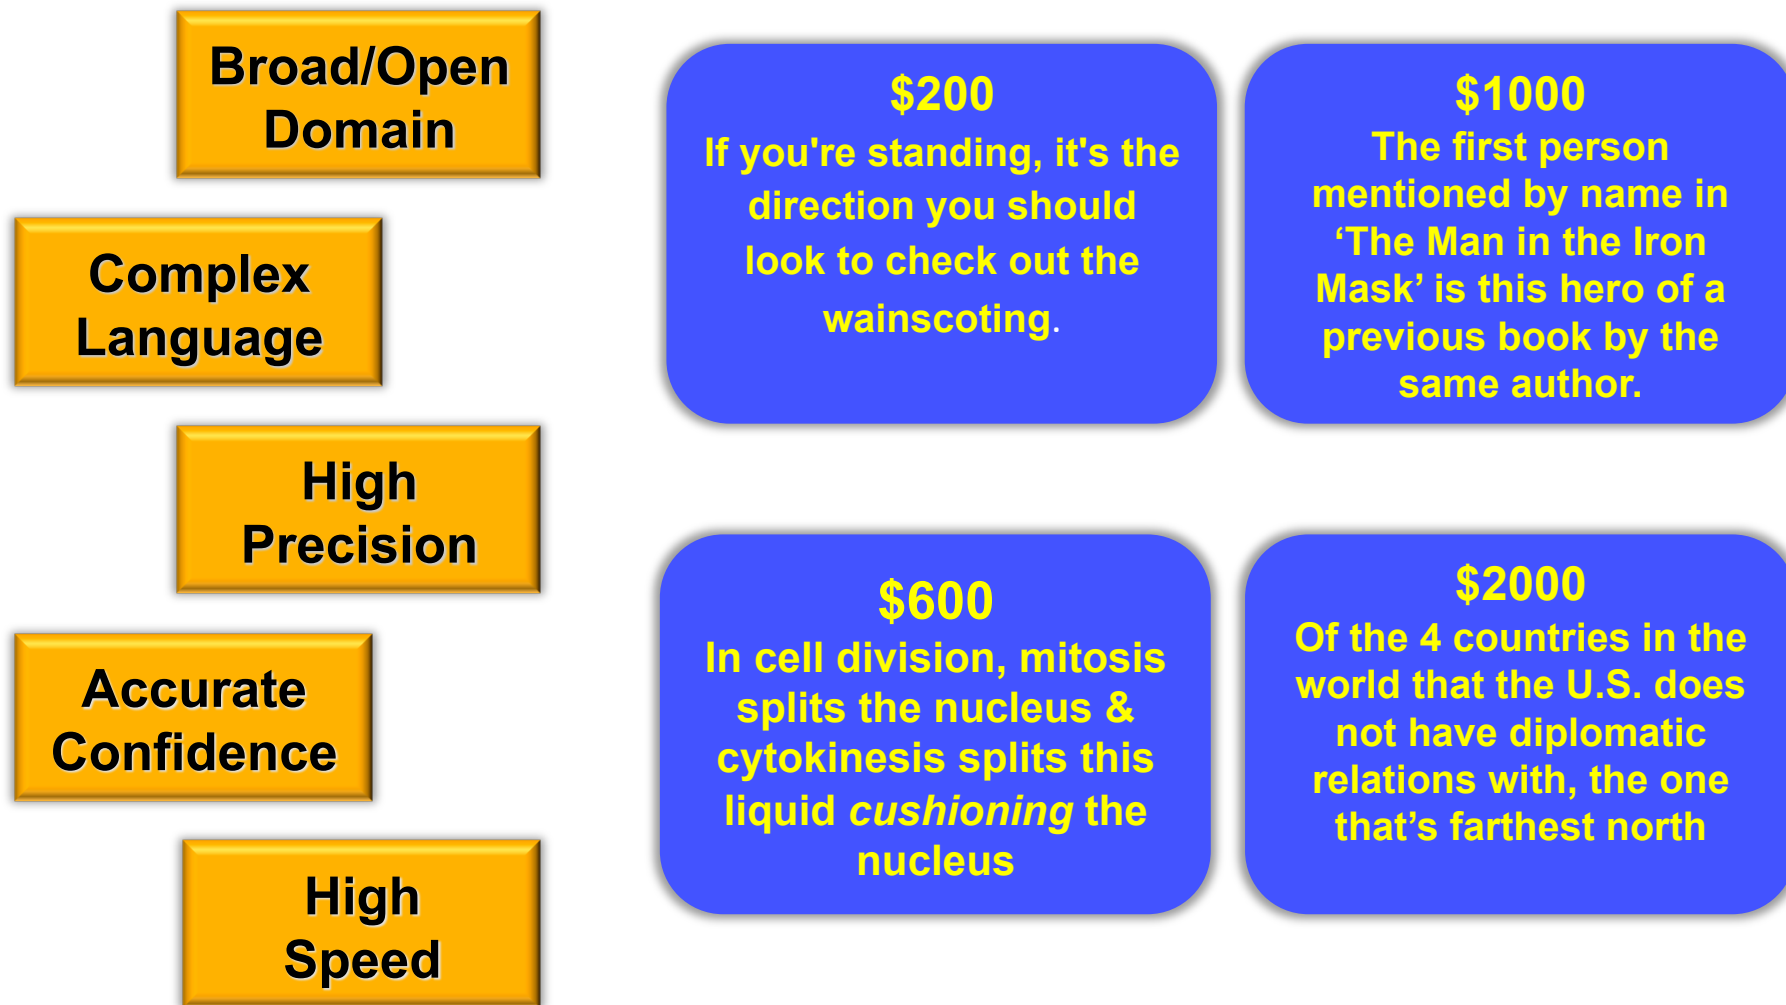 Broad/Open
Domain
Complex
Language
High
Precision
Accurate
Confidence
High
Speed
$200
If you're standing, it's the
direction you should
look to check out the
wainscoting.
$1000
The first person
mentioned by name in
‘The Man in the Iron
Mask’ is this hero of a
previous book by the
same author.
$600
In cell division, mitosis
splits the nucleus &
cytokinesis splits this
liquid cushioning the
nucleus
$2000
Of the 4 countries in the
world that the U.S. does
not have diplomatic
relations with, the one
that’s farthest north